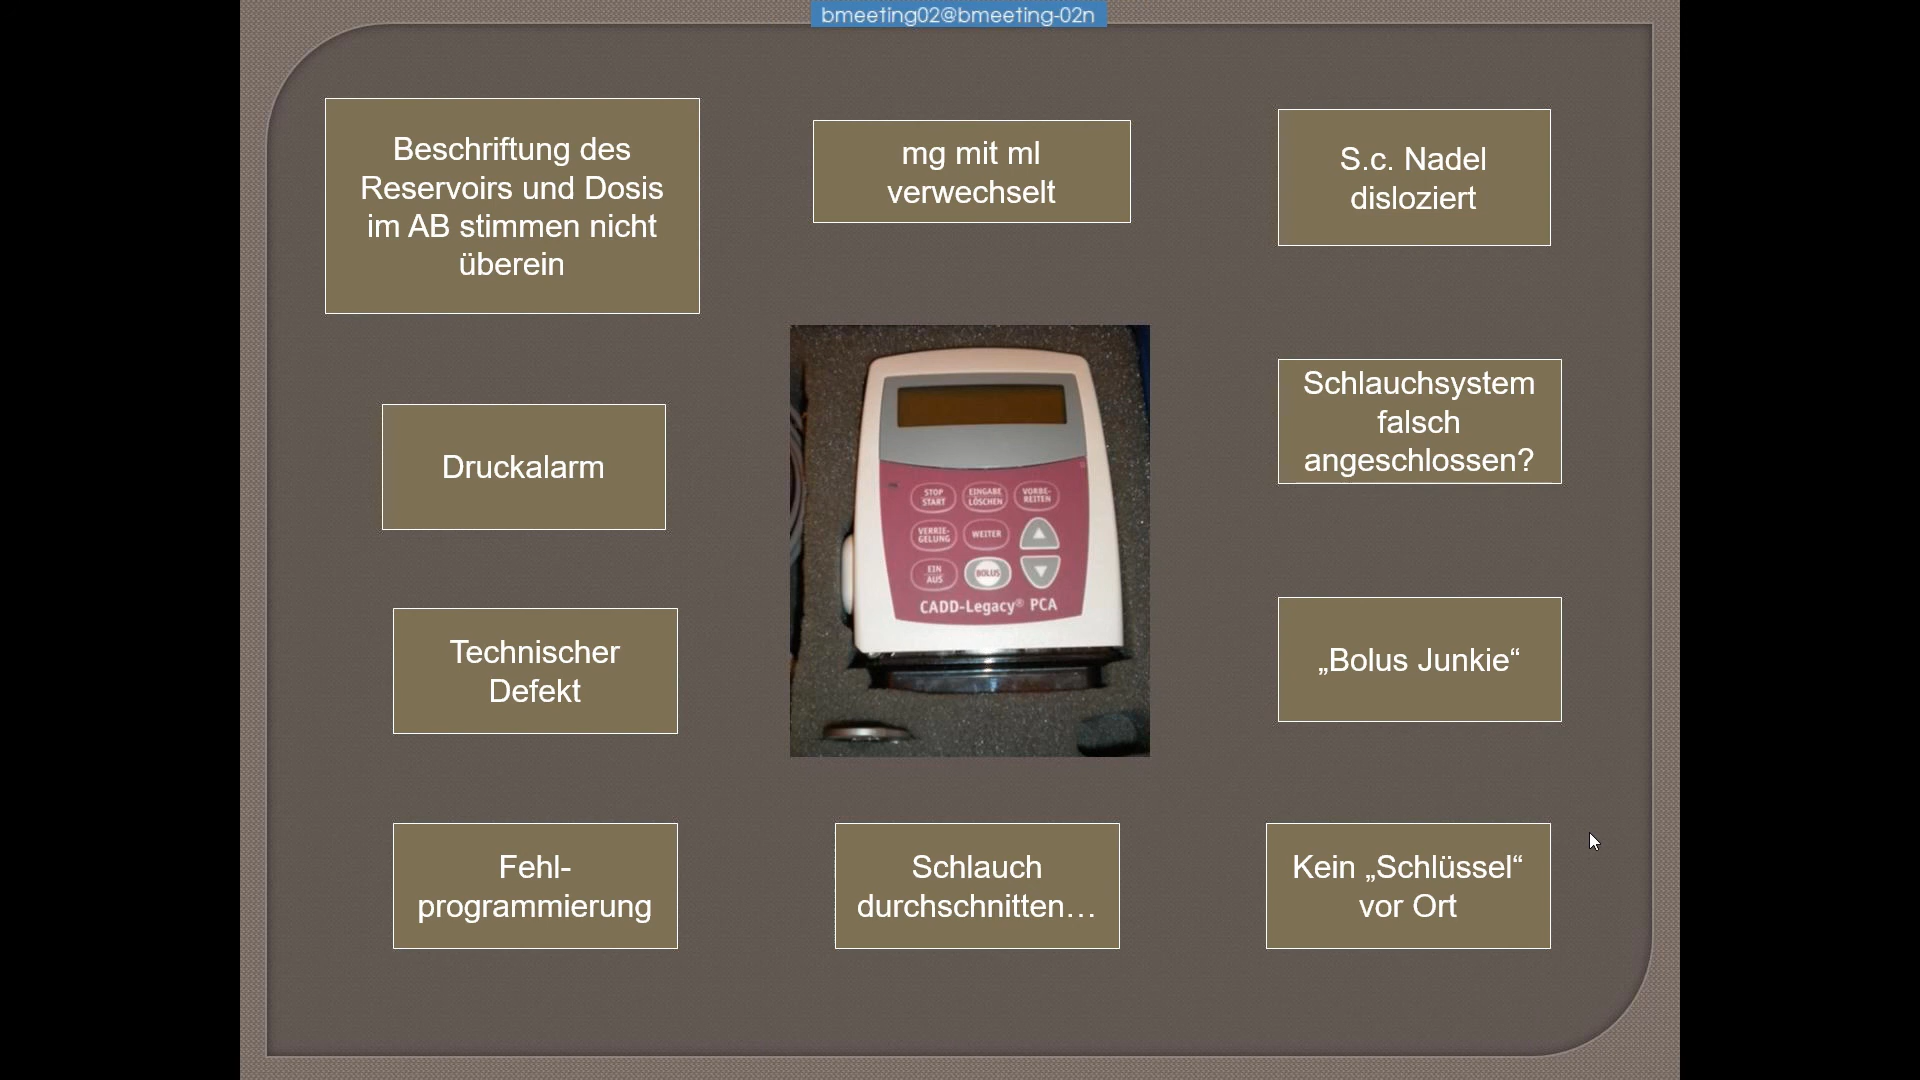 bmeeting02@bmeeting-02n
Beschriftung des
Reservoirs und Dosis
im AB stimmen nicht
überein
mg mit ml
verwechselt
S.c. Nadel
disloziert
Druckalarm
Schlauchsystem
falsch
angeschlossen?
STOP
START
EINGABE
LÖSCHEN
VORBE-
REITEN
VERRIE-
GELUNG
WEITER
EIN
AUS
BOLUS
CADD-Legacy® PCA
Technischer
Defekt
„Bolus Junkie“
Fehl-
programmierung
Schlauch
durchschnitten…
Kein „Schlüssel“
vor Ort